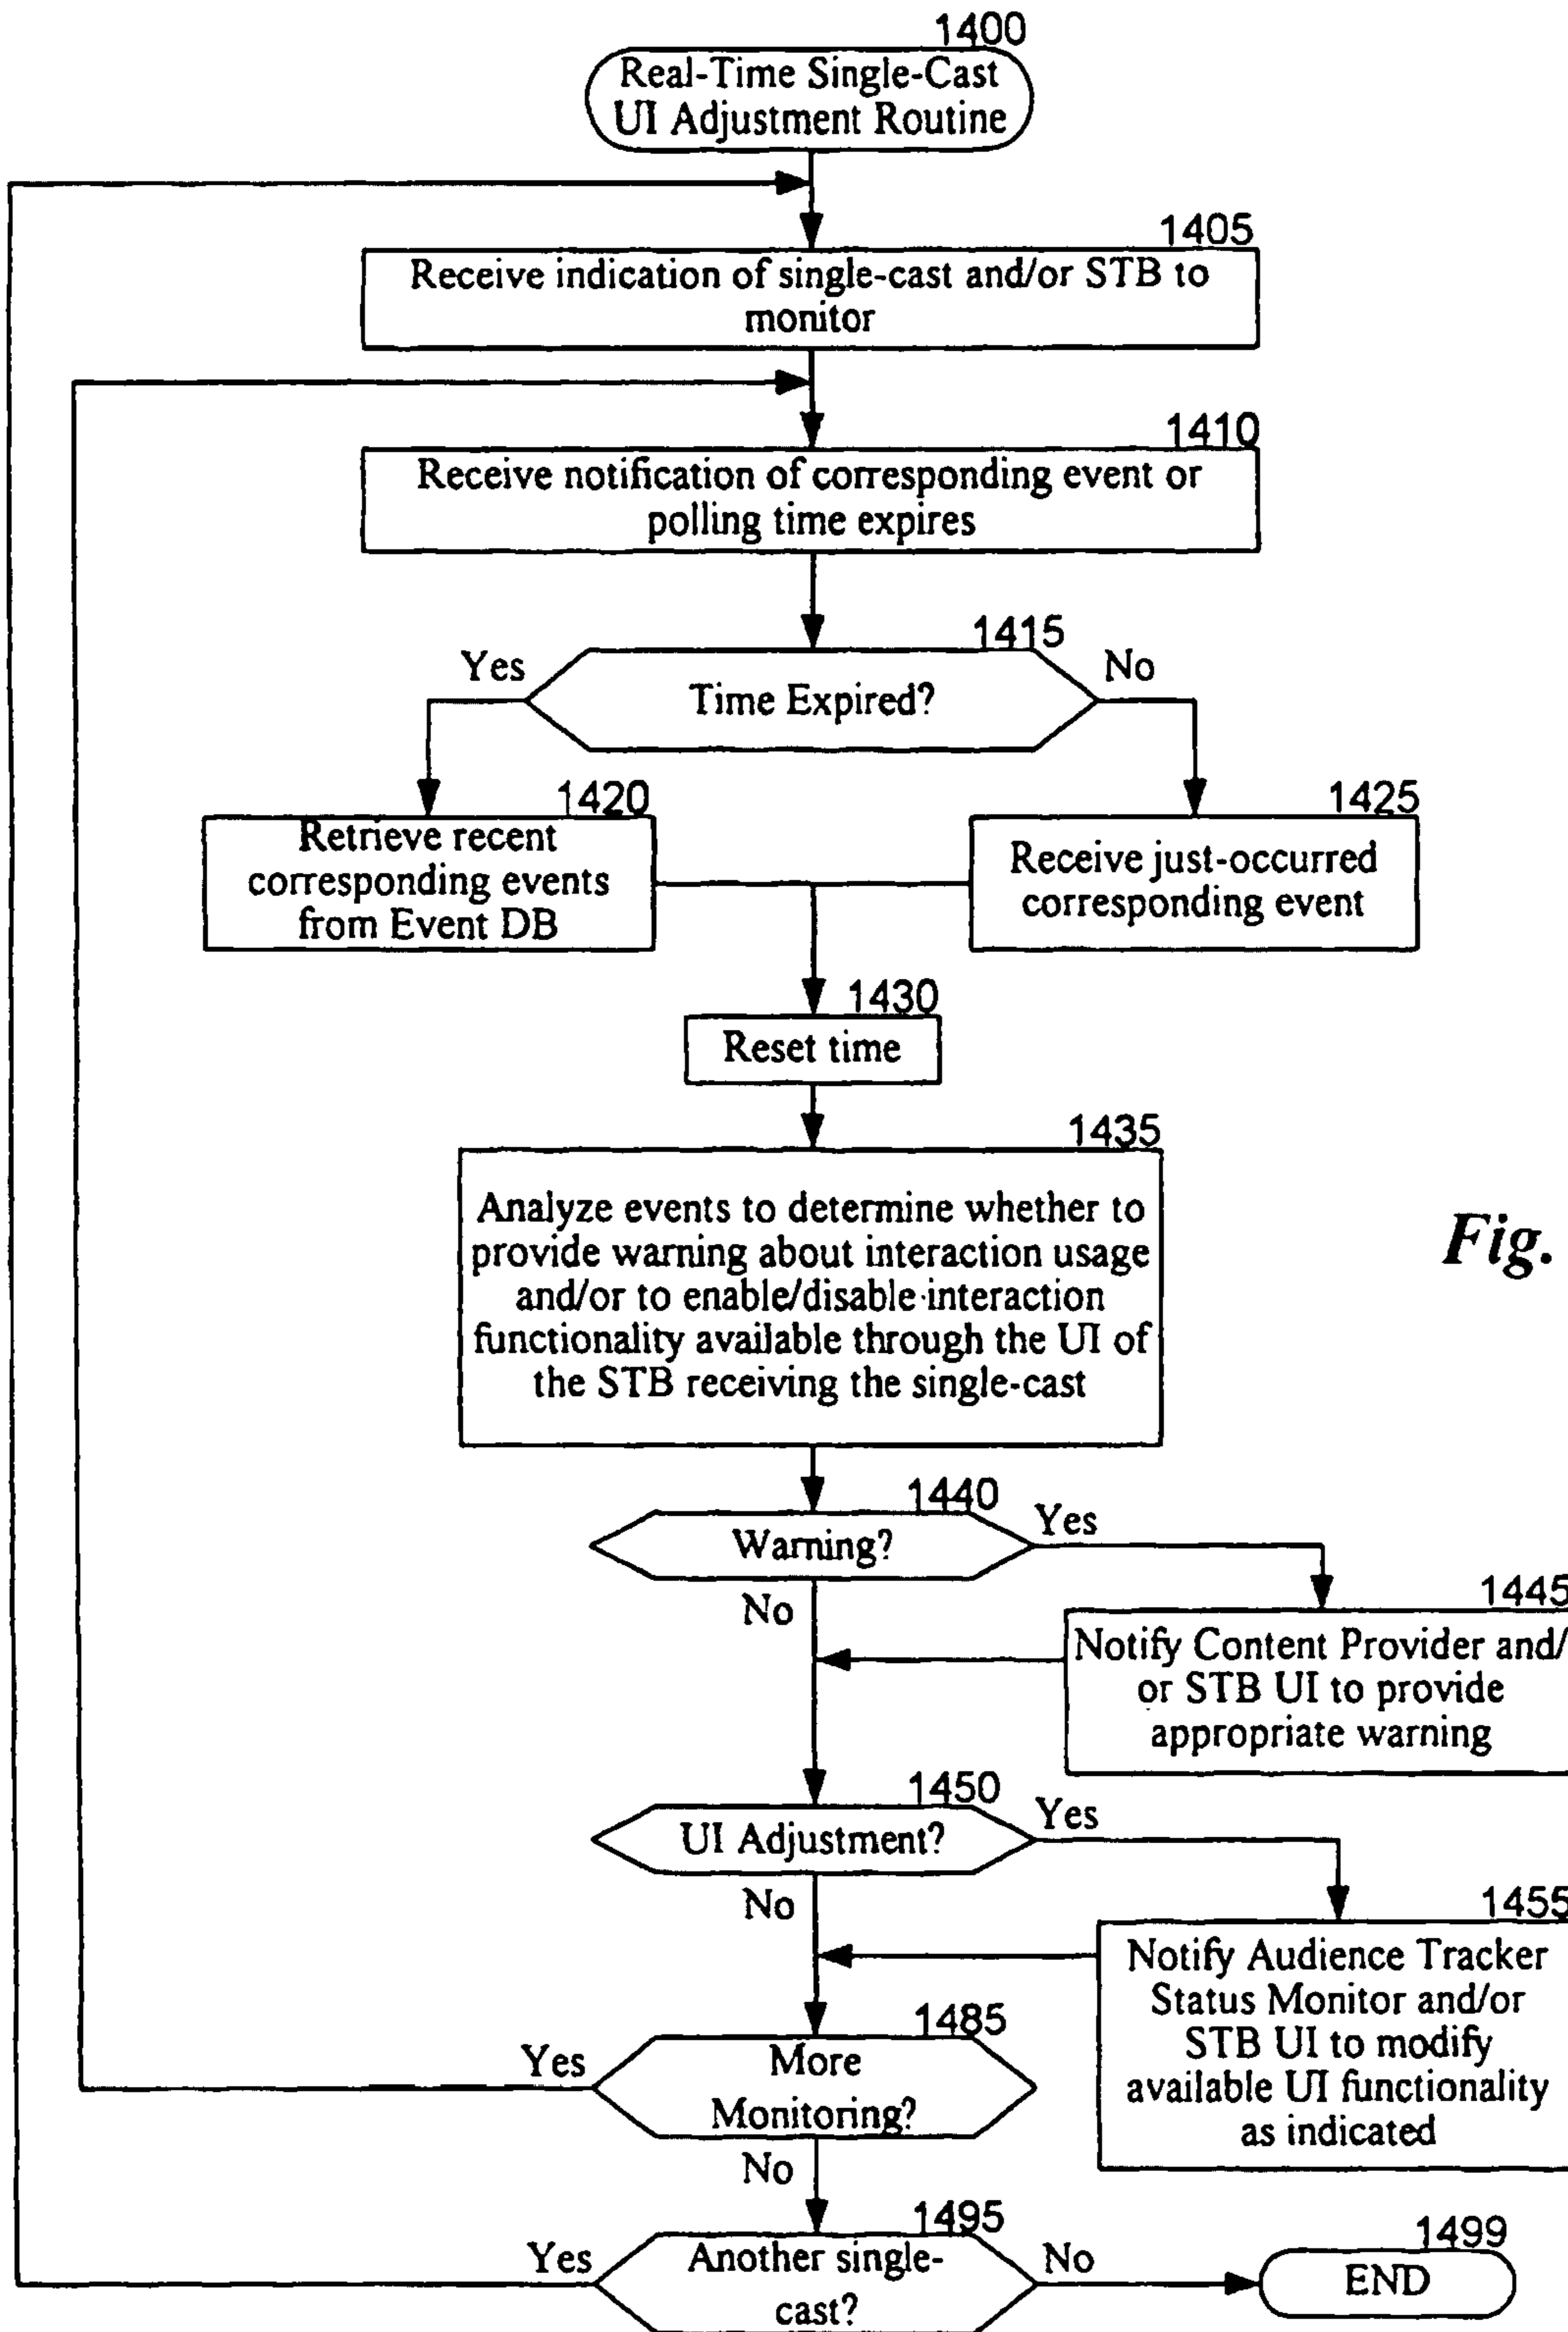 1400
Real-Time Single-Cast
UI Adjustment Routine
1405
Receive indication of single-cast and/or STB to
monitor
1410
Receive notification of corresponding event or
polling time expires
1415
Yes
Time Expired?
No
1420
Retrieve recent
corresponding events
from Event DB
1425
Receive just-occurred
corresponding event
1430
Reset time
1435
Analyze events to determine whether to
provide warning about interaction usage
and/or to enable/disable interaction
functionality available through the UI of
the STB receiving the single-cast
Fig.
1440
Warning?
Yes
No
1445
Notify Content Provider and/
or STB UI to provide
appropriate warning
1450
UI Adjustment?
Yes
No
1455
Notify Audience Tracker
Status Monitor and/or
STB UI to modify
available UI functionality
as indicated
1485
Yes
More
Monitoring?
No
1495
Yes
Another single-
cast?
No
1499
END